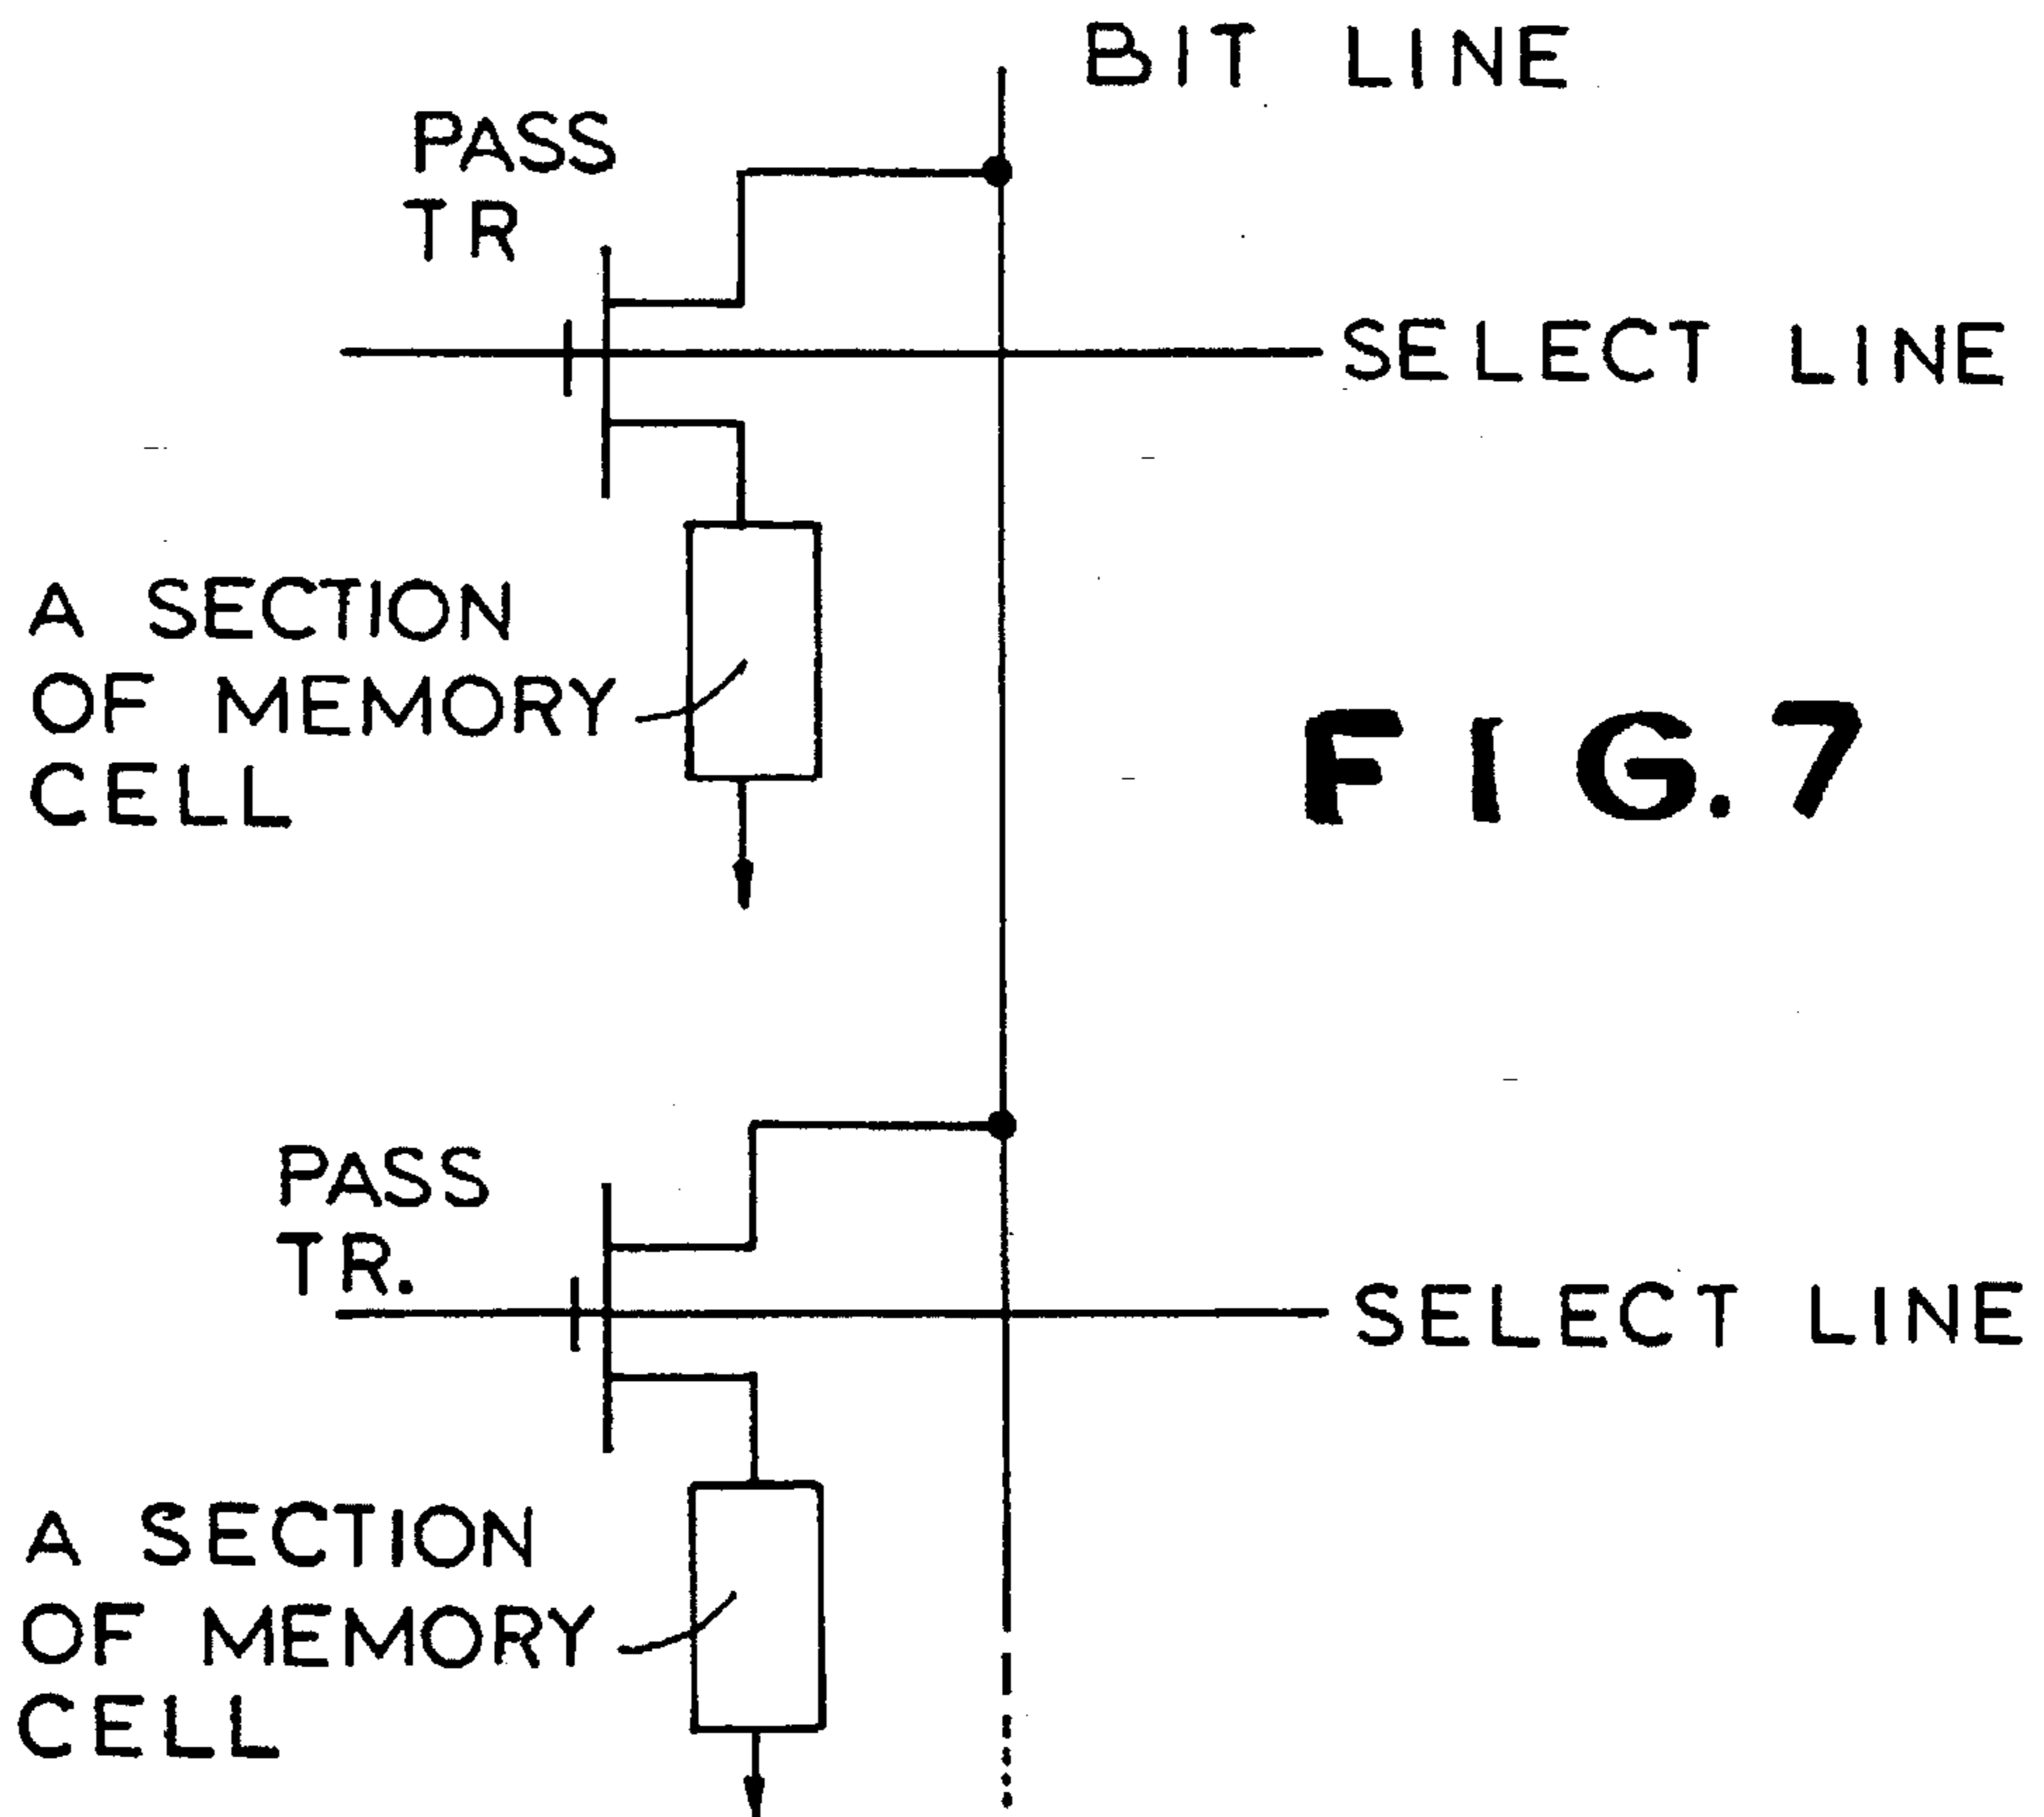 BIT LINE
PASS
TR
SELECT LINE
A SECTION
OF MEMORY
CELL
FIG.7
PASS
TR.
SELECT LINE
A SECTION
OF MEMORY
CELL